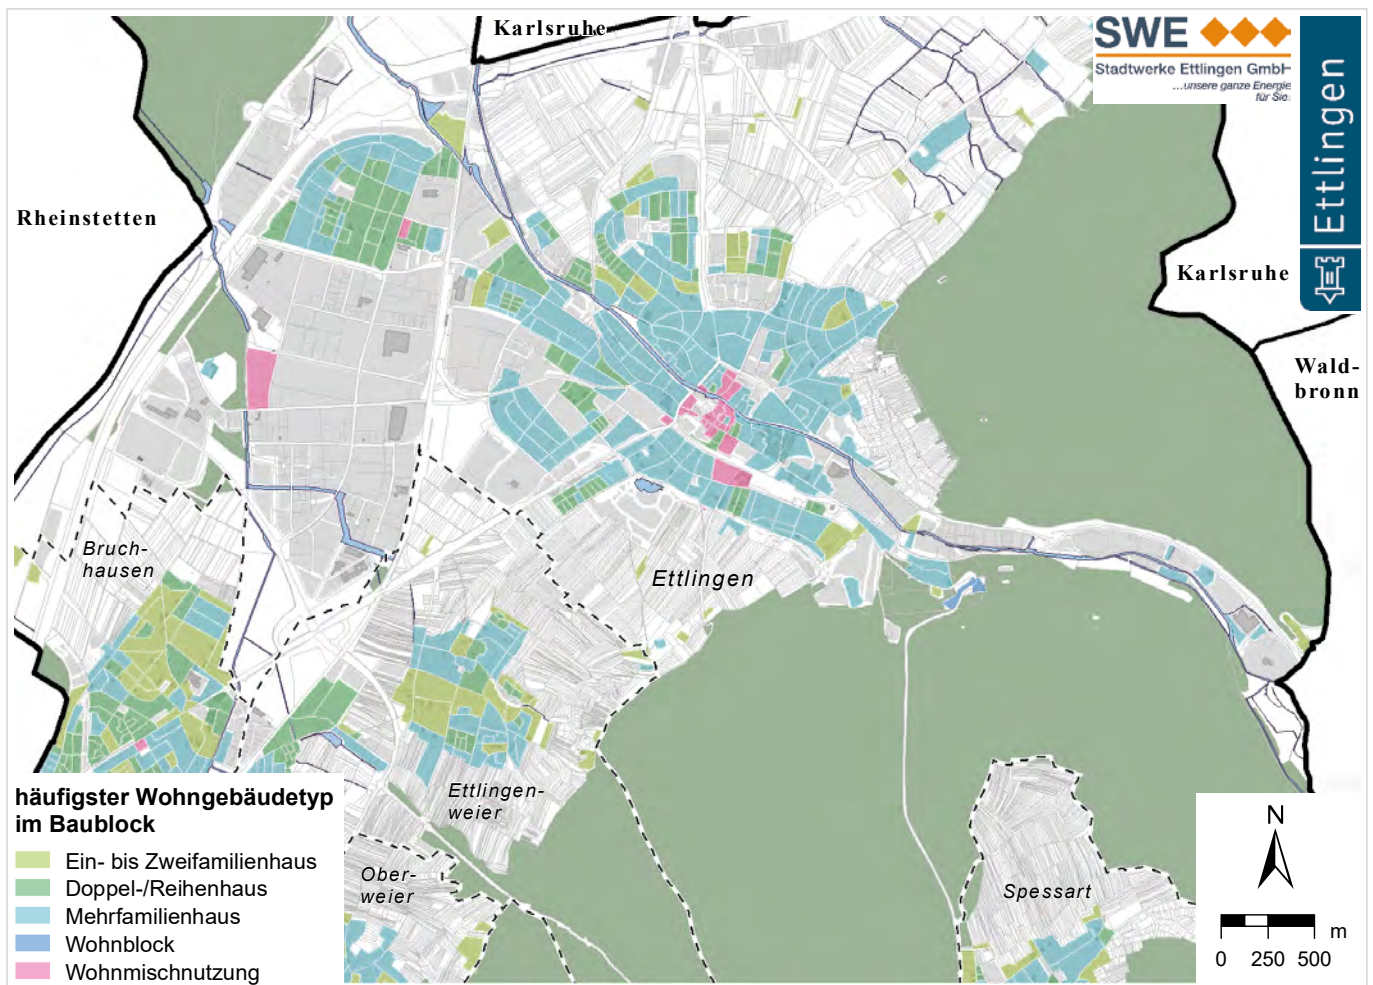 Karlsruhe
SWE
Stadtwerke Ettlingen GmbH
...unsere ganze Energie
für Sie.
Ettlingen
Rheinstetten
Karlsruhe
Wald-
bronn
Bruch-
hausen
Ettlingen
Ettlingen-
weier
Ober-
weier
Spessart
häufigster Wohngebäudetyp
im Baublock
Ein- bis Zweifamilienhaus
Doppel-/Reihenhaus
Mehrfamilienhaus
Wohnblock
Wohnmischnutzung
N
m
0 250 500